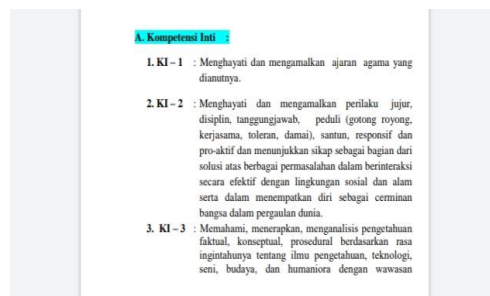 A. Kompetensi Inti :
1. KI – 1 : Menghayati dan mengamalkan ajaran agama yang
dianutnya.
2. KI – 2 : Menghayati dan mengamalkan perilaku jujur,
disiplin, tanggungjawab, peduli (gotong royong,
kerjasama, toleran, damai), santun, responsif dan
pro-aktif dan menunjukkan sikap sebagai bagian dari
solusi atas berbagai permasalahan dalam berinteraksi
secara efektif dengan lingkungan sosial dan alam
serta dalam menempatkan diri sebagai cerminan
bangsa dalam pergaulan dunia.
3. KI – 3 : Memahami, menerapkan, menganalisis pengetahuan
faktual, konseptual, prosedural berdasarkan rasa
ingintahunya tentang ilmu pengetahuan, teknologi,
seni, budaya, dan humaniora dengan wawasan